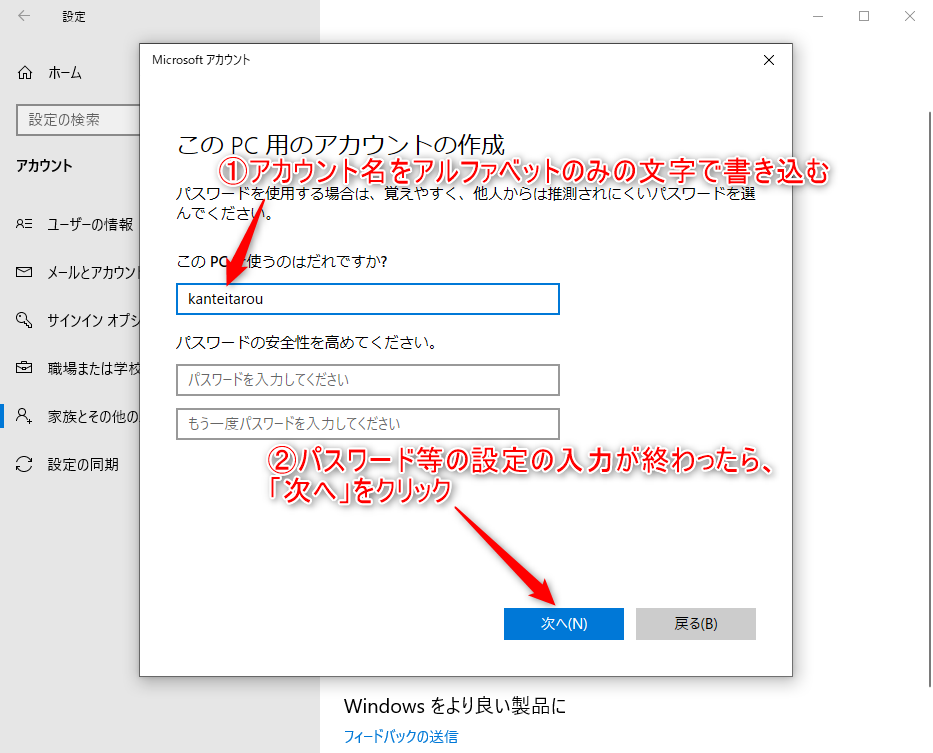 設定
ホーム
設定の検索
アカウント
ユーザーの情報
メールとアカウント
サインイン オプシ
職場または学校
家族とその他の
設定の同期
Microsoft アカウント
この PC 用のアカウントの作成
①アカウント名をアルファベットのみの文字で書き込む
パスワードを使用する場合は、覚えやすく、他人からは推測されにくいパスワードを選
んでください。
この PC を使うのはだれですか?
kanteitarou
パスワードの安全性を高めてください。
パスワードを入力してください
もう一度パスワードを入力してください
②パスワード等の設定の入力が終わったら、
「次へ」をクリック
次へ(N)
戻る(B)
Windows をより良い製品に
フィードバックの送信